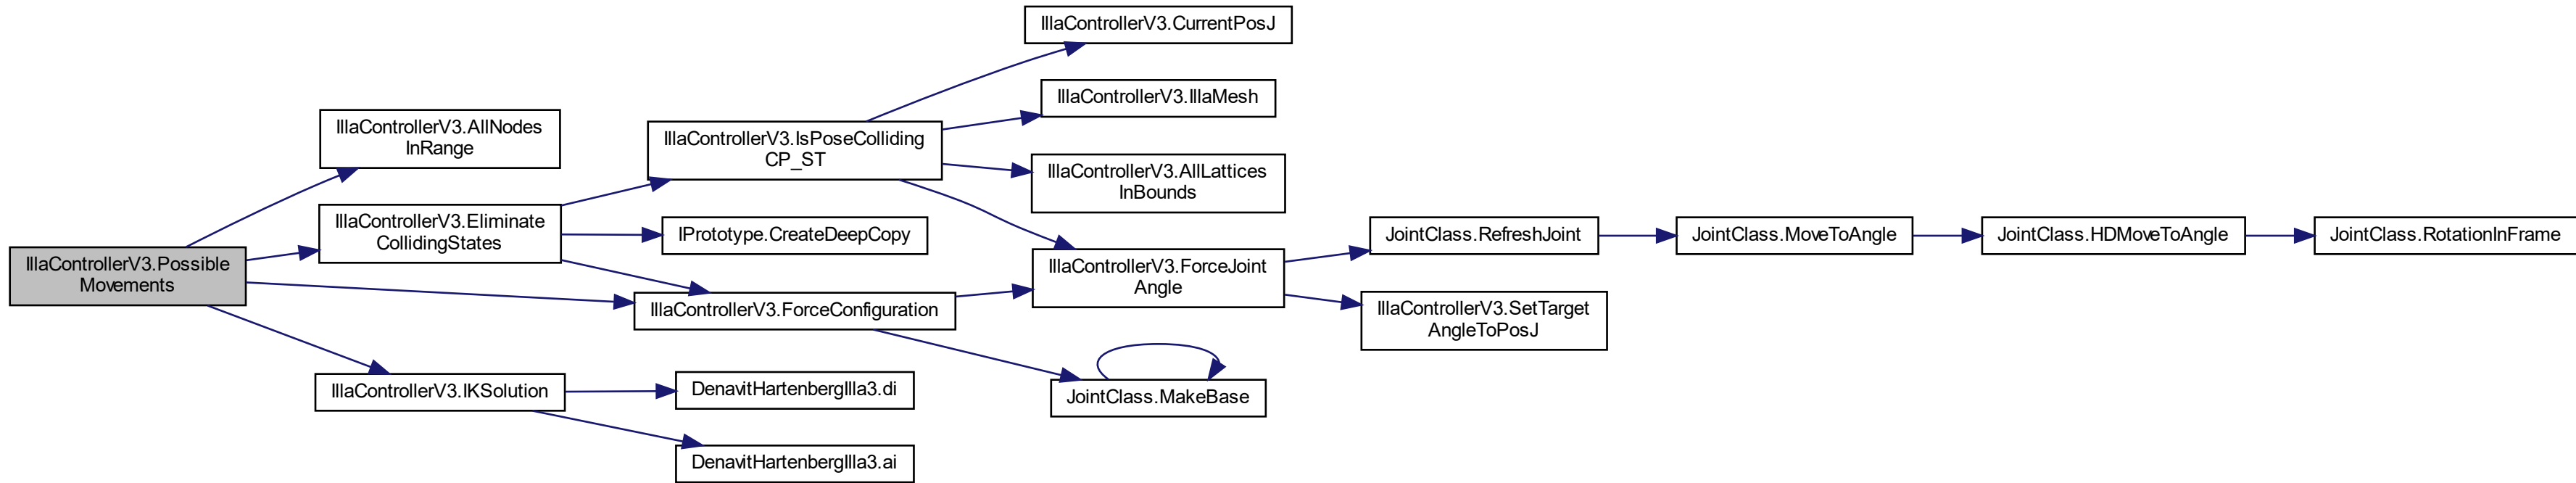 IllaControllerV3.Possible
Movements
IllaControllerV3.AllNodes
InRange
IllaControllerV3.Eliminate
CollidingStates
IllaControllerV3.IKSolution
IllaControllerV3.IsPoseColliding
CP_ST
IPrototype.CreateDeepCopy
IllaControllerV3.ForceConfiguration
DenavitHartenbergIlla3.di
DenavitHartenbergIlla3.ai
IllaControllerV3.CurrentPosJ
IllaControllerV3.IllaMesh
IllaControllerV3.AllLattices
InBounds
IllaControllerV3.ForceJoint
Angle
JointClass.MakeBase
JointClass.RefreshJoint
IllaControllerV3.SetTarget
AngleToPosJ
JointClass.MoveToAngle
JointClass.HDMoveToAngle
JointClass.RotationInFrame